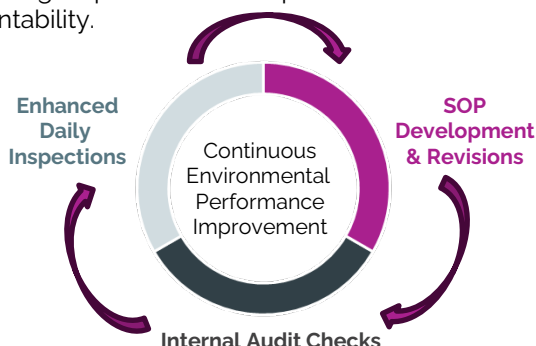 ntability.
Enhanced
Daily
Inspections
SOP
Development
& Revisions
Continuous
Environmental
Performance
Improvement
Internal Audit Checks